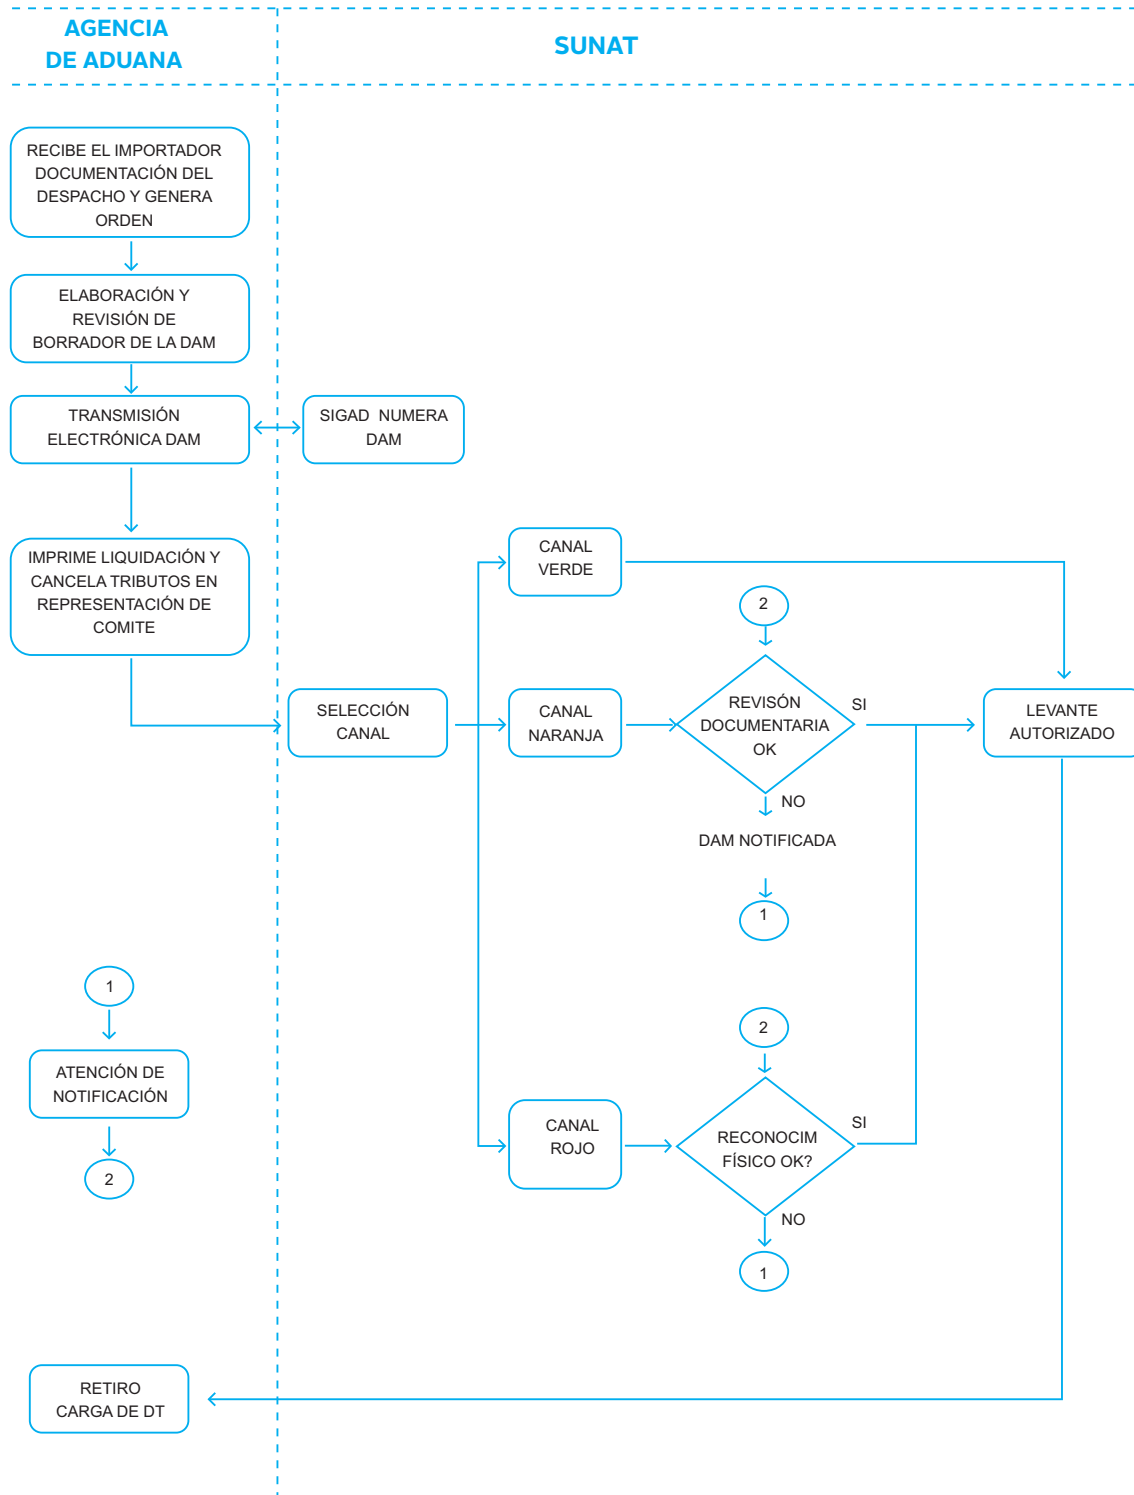 AGENCIA
DE ADUANA
SUNAT
RECIBE EL IMPORTADOR
DOCUMENTACIÓN DEL
DESPACHO Y GENERA
ORDEN
ELABORACIÓN Y
REVISIÓN DE
BORRADOR DE LA DAM
TRANSMISIÓN
ELECTRÓNICA DAM
SIGAD NUMERA
DAM
IMPRIME LIQUIDACIÓN Y
CANCELA TRIBUTOS EN
REPRESENTACIÓN DE
COMITE
CANAL
VERDE
2
SELECCIÓN
CANAL
CANAL
NARANJA
REVISÓN
DOCUMENTARIA
OK
SI
LEVANTE
AUTORIZADO
NO
DAM NOTIFICADA
1
1
ATENCIÓN DE
NOTIFICACIÓN
2
2
CANAL
ROJO
RECONOCIM
FÍSICO OK?
SI
NO
1
RETIRO
CARGA DE DT